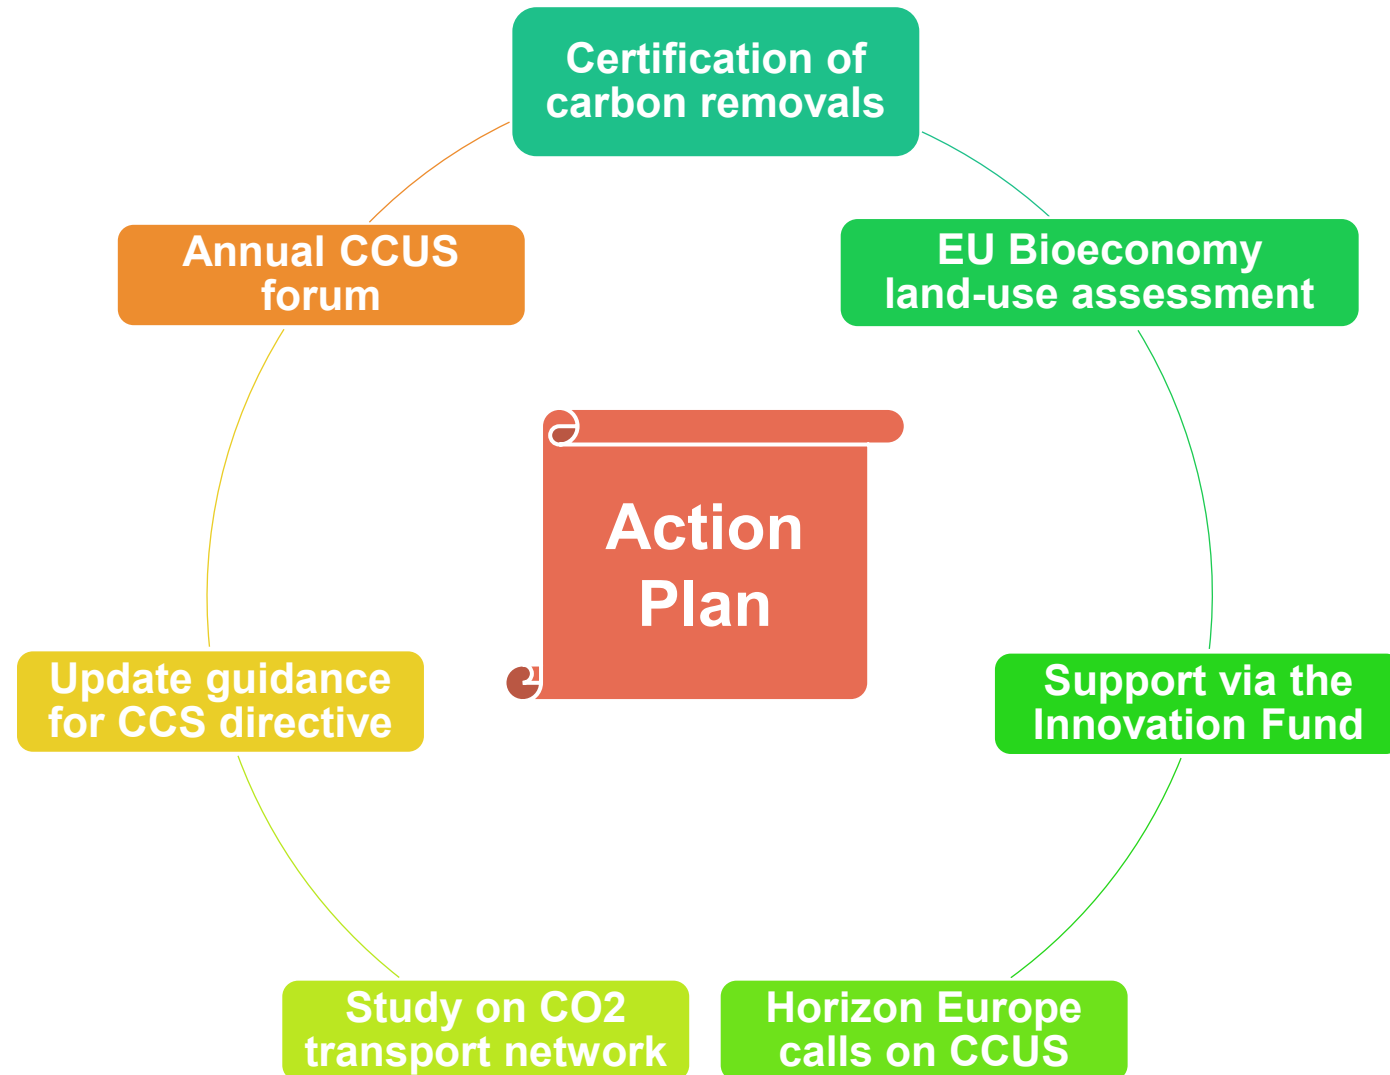 Certification of
carbon removals
Annual CCUS
forum
EU Bioeconomy
land-use assessment
Action
Plan
Update guidance
for CCS directive
Support via the
Innovation Fund
Study on CO2
transport network
Horizon Europe
calls on CCUS